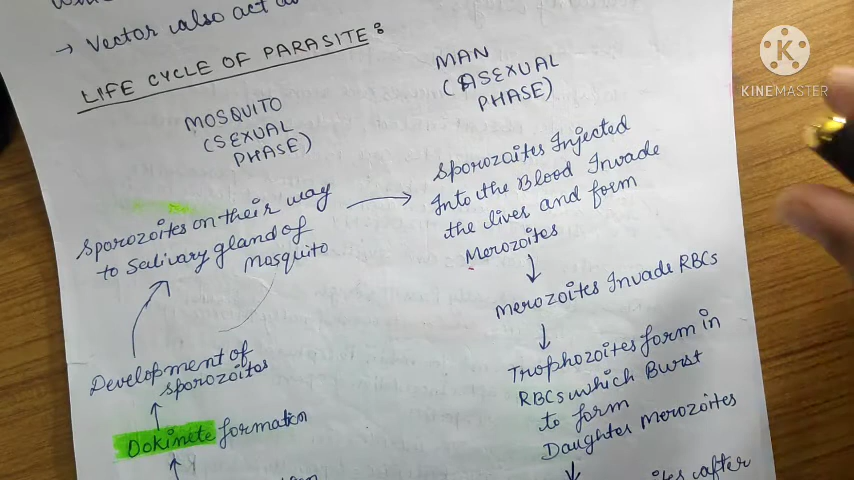 → Vector also act as
LIFE CYCLE OF PARASITE:
MOSQUITO
(SEXUAL
PHASE)
MAN
(ASEXUAL
PHASE)
Sporozoites on their way
to Salivary gland of
mosquito
Sporozoites Injected
Into the Blood Invade
the liver and form
Merozoites
Merozoites Invade RBCs
Trophozoites form in
RBCs which Burst
to form
Daughter Merozoites
Development of
sporozoites
Ookinete formation
after
K
KINEMASTER